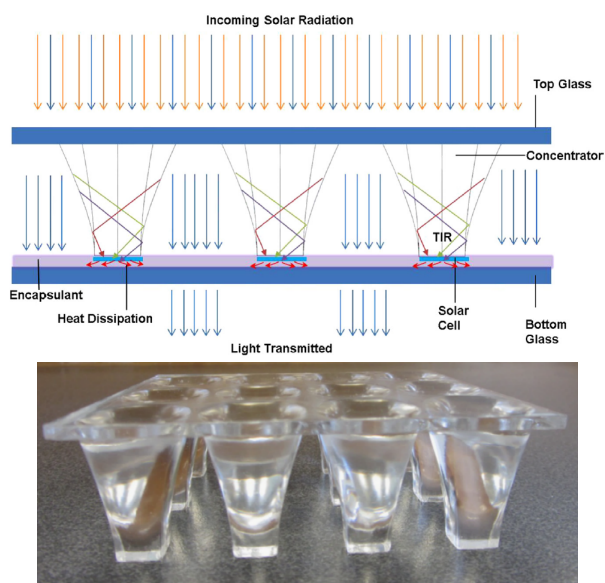 Incoming Solar Radiation
Top Glass
Concentrator
TIR
Encapsulant
Heat Dissipation
Solar
Cell
Bottom
Glass
Light Transmitted